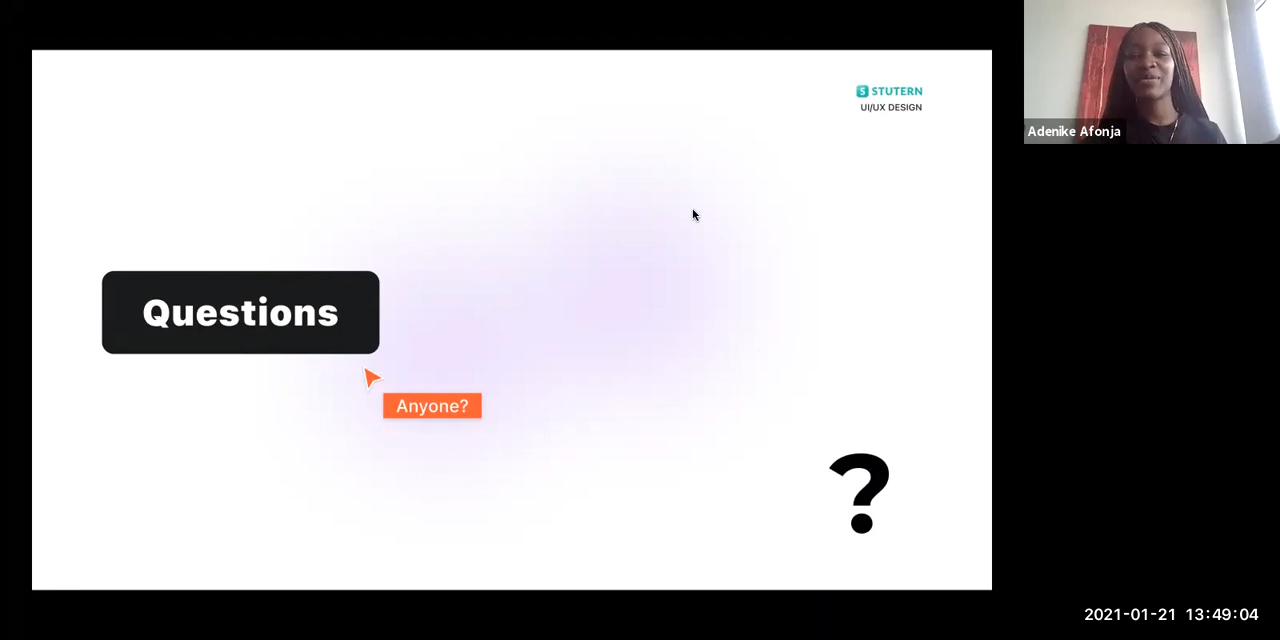 STUTERN
UI/UX DESIGN
Adenike Afonja
Questions
Anyone?
?
2021-01-21 13:49:04